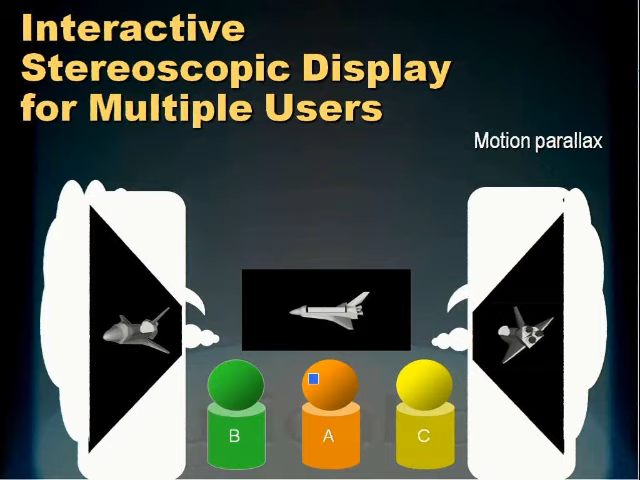 Interactive
Stereoscopic Display
for Multiple Users
Motion parallax
B
A
C